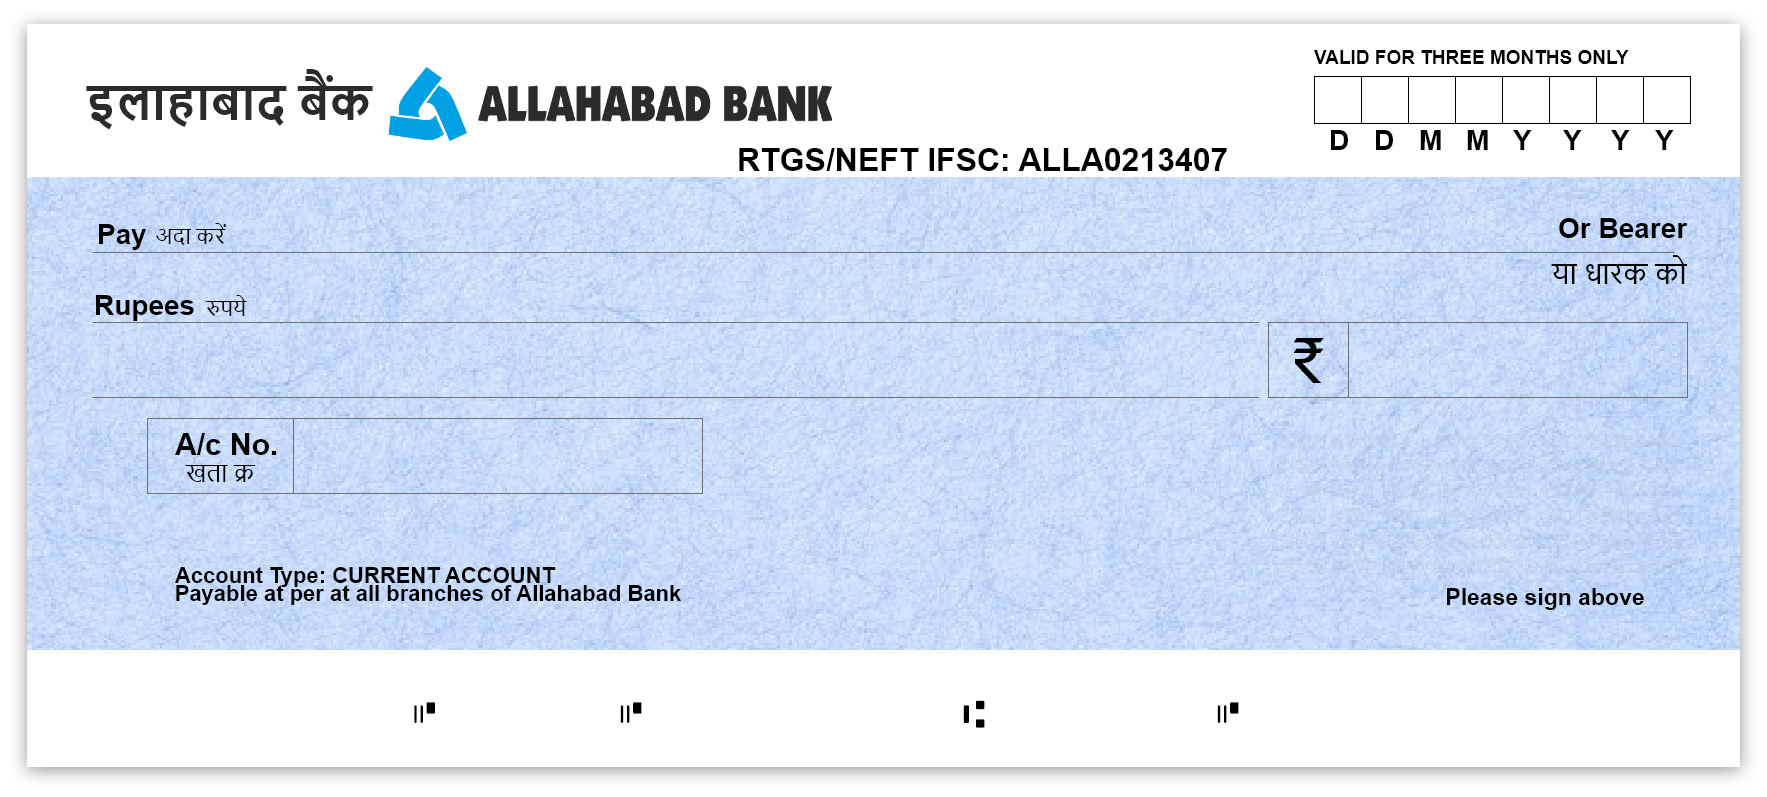 इलाहाबाद बैंक ALLAHABAD BANK
VALID FOR THREE MONTHS ONLY
D D M M Y Y Y Y
RTGS/NEFT IFSC: ALLA0213407
Pay अदा करें
Or Bearer
या धारक को
Rupees रुपये
₹
A/c No.
खता क्र
Account Type: CURRENT ACCOUNT
Payable at per at all branches of Allahabad Bank
Please sign above